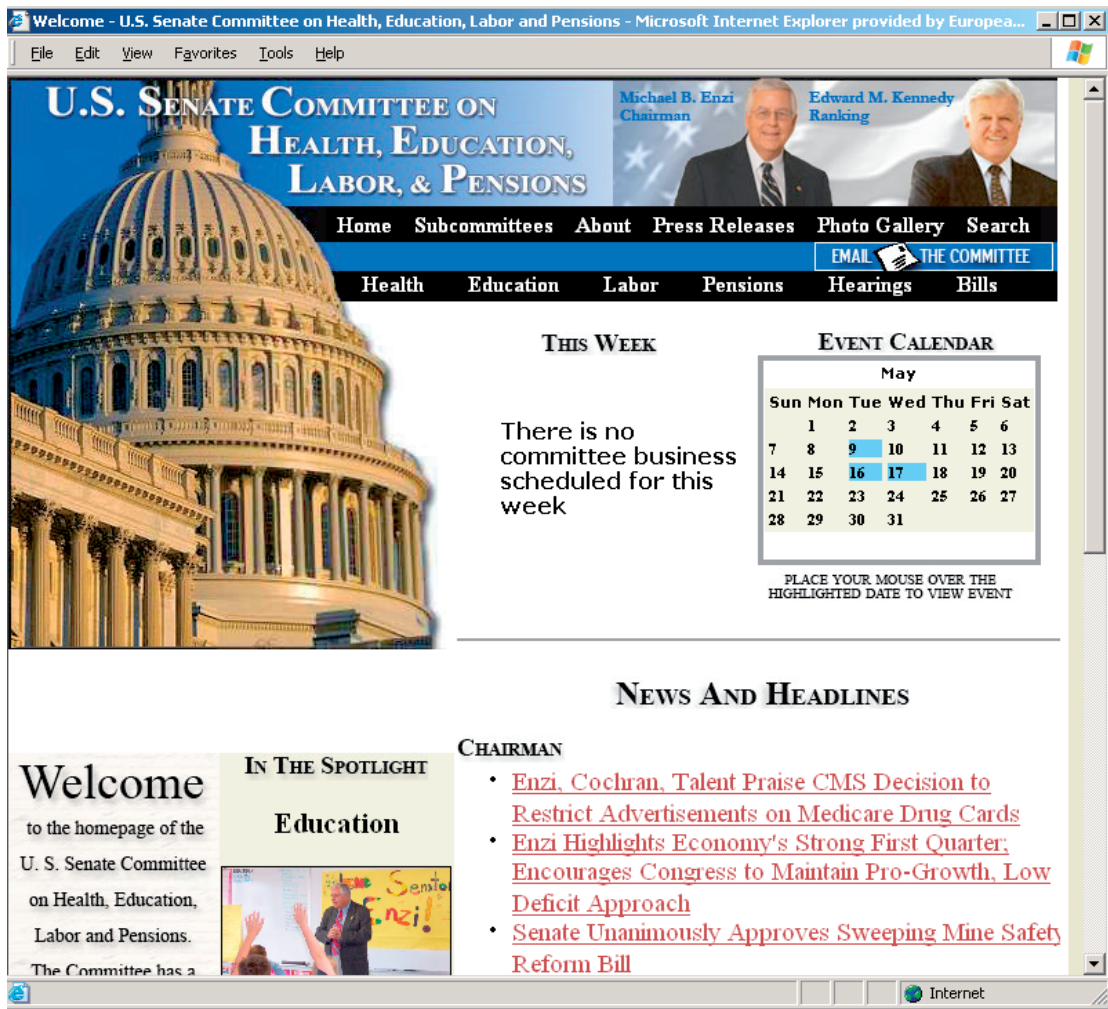 Welcome - U.S. Senate Committee on Health, Education, Labor and Pensions - Microsoft Internet Explorer provided by Europea...
File Edit View Favorites Tools Help
U.S. SENATE COMMITTEE ON
HEALTH, EDUCATION,
LABOR, & PENSIONS
Michael B. Enzi
Chairman
Edward M. Kennedy
Ranking
Home Subcommittees About Press Releases Photo Gallery Search
EMAIL THE COMMITTEE
Health Education Labor Pensions Hearings Bills
THIS WEEK
There is no
committee business
scheduled for this
week
EVENT CALENDAR
May
Sun Mon Tue Wed Thu Fri Sat
1 2 3 4 5 6
7 8 9 10 11 12 13
14 15 16 17 18 19 20
21 22 23 24 25 26 27
28 29 30 31
PLACE YOUR MOUSE OVER THE
HIGHLIGHTED DATE TO VIEW EVENT
NEWS AND HEADLINES
CHAIRMAN
• Enzi, Cochran, Talent Praise CMS Decision to
Restrict Advertisements on Medicare Drug Cards
• Enzi Highlights Economy's Strong First Quarter;
Encourages Congress to Maintain Pro-Growth, Low
Deficit Approach
• Senate Unanimously Approves Sweeping Mine Safety
Reform Bill
Welcome
to the homepage of the
U. S. Senate Committee
on Health, Education,
Labor and Pensions.
The Committee has a
IN THE SPOTLIGHT
Education
Senator
Enzi!
Internet